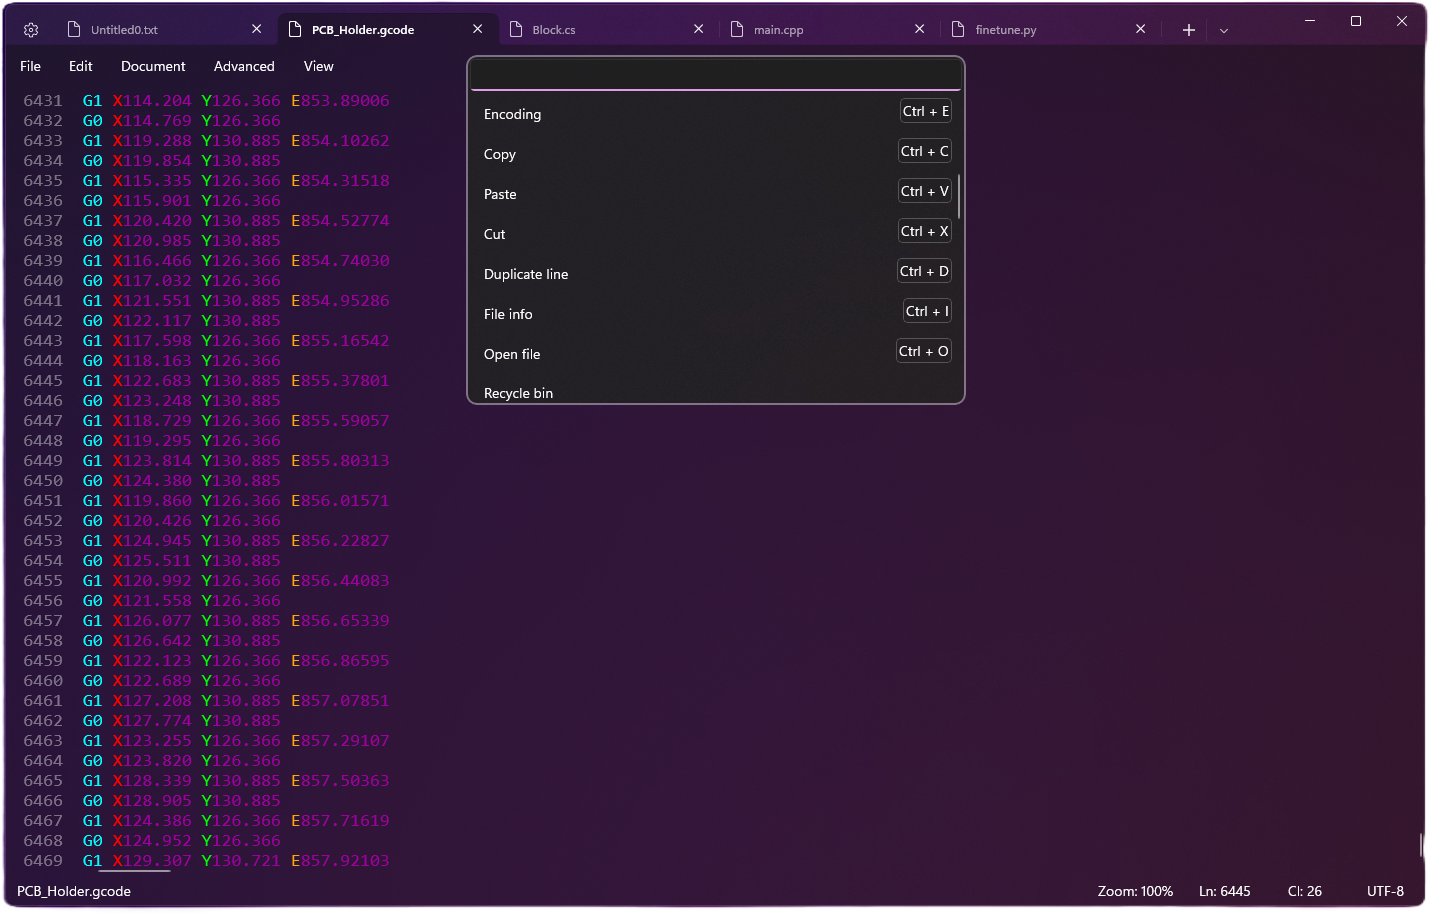 Untitled0.txt
PCB_Holder.gcode
Block.cs
main.cpp
finetune.py
File Edit Document Advanced View
6431 G1 X114.204 Y126.366 E853.89006
6432 G0 X114.769 Y126.366
6433 G1 X119.288 Y130.885 E854.10262
6434 G0 X119.854 Y130.885
6435 G1 X115.335 Y126.366 E854.31518
6436 G0 X115.901 Y126.366
6437 G1 X120.420 Y130.885 E854.52774
6438 G0 X120.985 Y130.885
6439 G1 X116.466 Y126.366 E854.74030
6440 G0 X117.032 Y126.366
6441 G1 X121.551 Y130.885 E854.95286
6442 G0 X122.117 Y130.885
6443 G1 X117.598 Y126.366 E855.16542
6444 G0 X118.163 Y126.366
6445 G1 X122.683 Y130.885 E855.37801
6446 G0 X123.248 Y130.885
6447 G1 X118.729 Y126.366 E855.59057
6448 G0 X119.295 Y126.366
6449 G1 X123.814 Y130.885 E855.80313
6450 G0 X124.380 Y130.885
6451 G1 X119.860 Y126.366 E856.01571
6452 G0 X120.426 Y126.366
6453 G1 X124.945 Y130.885 E856.22827
6454 G0 X125.511 Y130.885
6455 G1 X120.992 Y126.366 E856.44083
6456 G0 X121.558 Y126.366
6457 G1 X126.077 Y130.885 E856.65339
6458 G0 X126.642 Y130.885
6459 G1 X122.123 Y126.366 E856.86595
6460 G0 X122.689 Y126.366
6461 G1 X127.208 Y130.885 E857.07851
6462 G0 X127.774 Y130.885
6463 G1 X123.255 Y126.366 E857.29107
6464 G0 X123.820 Y126.366
6465 G1 X128.339 Y130.885 E857.50363
6466 G0 X128.905 Y130.885
6467 G1 X124.386 Y126.366 E857.71619
6468 G0 X124.952 Y126.366
6469 G1 X129.307 Y130.721 E857.92103
Encoding Ctrl + E
Copy Ctrl + C
Paste Ctrl + V
Cut Ctrl + X
Duplicate line Ctrl + D
File info Ctrl + I
Open file Ctrl + O
Recycle bin
PCB_Holder.gcode Zoom: 100% Ln: 6445 Cl: 26 UTF-8